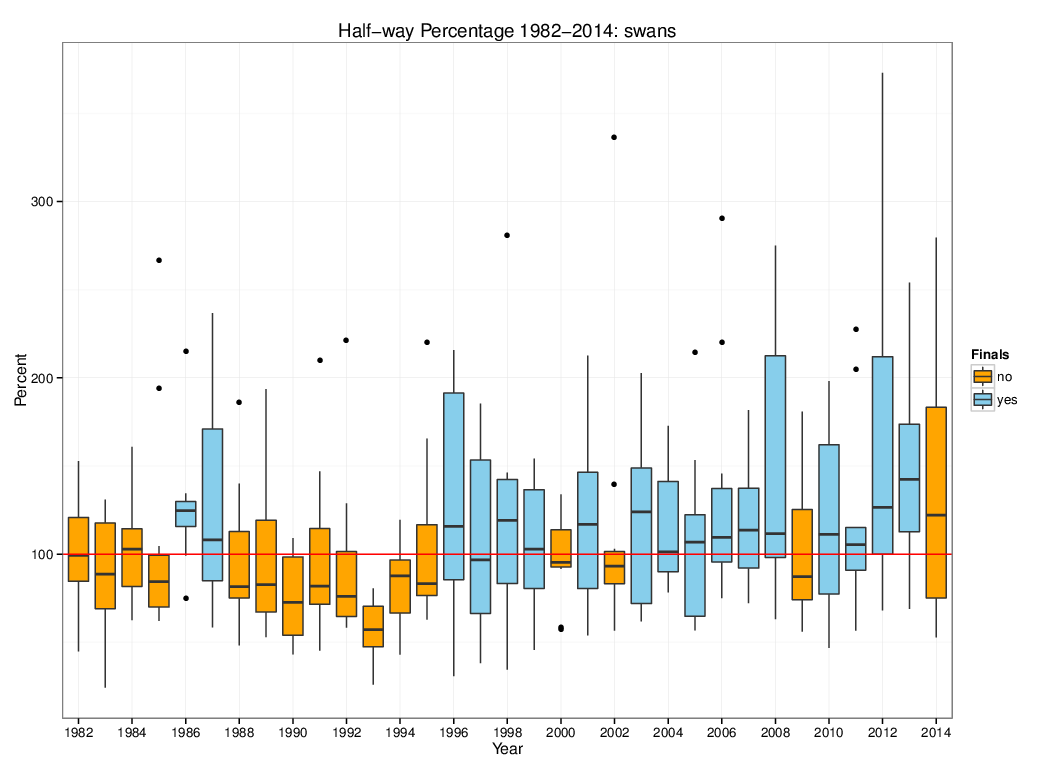 Half−way Percentage 1982−2014: swans
Percent
300
200
100
1982 1984 1986 1988 1990 1992 1994 1996 1998 2000 2002 2004 2006 2008 2010 2012 2014
Year
Finals
no
yes